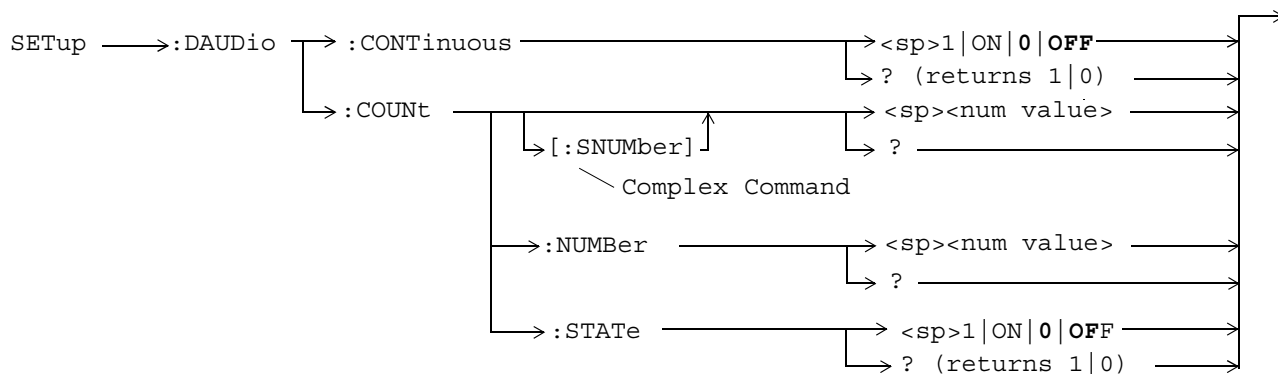 SETup :DAUDio :CONTinuous <sp>1|ON|0|OFF
? (returns 1|0)
:COUNt <sp><num value>
[:SNUMber] ?
Complex Command
:NUMBer <sp><num value>
?
:STATe <sp>1|ON|0|OFF
? (returns 1|0)